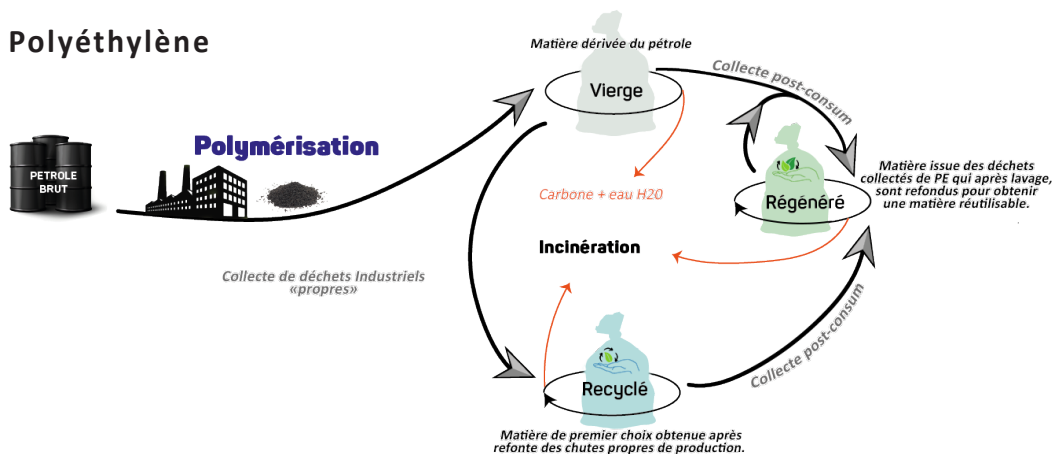 Polyéthylène
Matière dérivée du pétrole
Collecte post-consum
Vierge
Polymérisation
PETROLE
BRUT
Carbone + eau H20
Matière issue des déchets
collectés de PE qui après lavage,
sont refondus pour obtenir
une matière réutilisable.
Régénéré
Incinération
Collecte de déchets Industriels
«propres»
Collecte post-consum
Recyclé
Matière de premier choix obtenue après
refonte des chutes propres de production.